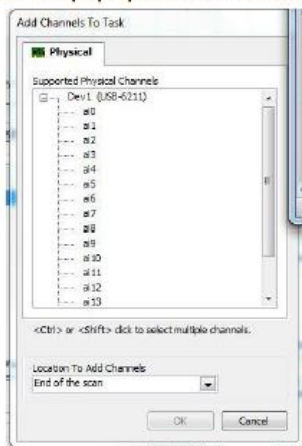 Add Channels To Task
Physical
Supported Physical Channels
Dev1 (USB-6211)
ai0
ai1
ai2
ai3
ai4
ai5
ai6
ai7
ai8
ai9
ai10
ai11
ai12
ai13
<Ctrl> or <Shift> click to select multiple channels.
Location To Add Channels
End of the scan
OK
Cancel